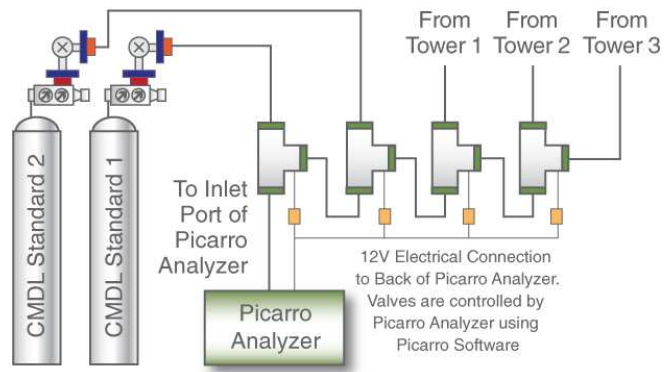 From
Tower 1
From
Tower 2
From
Tower 3
CMDL Standard 2
CMDL Standard 1
To Inlet
Port of
Picarro
Analyzer
12V Electrical Connection
to Back of Picarro Analyzer.
Valves are controlled by
Picarro Analyzer using
Picarro Software
Picarro
Analyzer